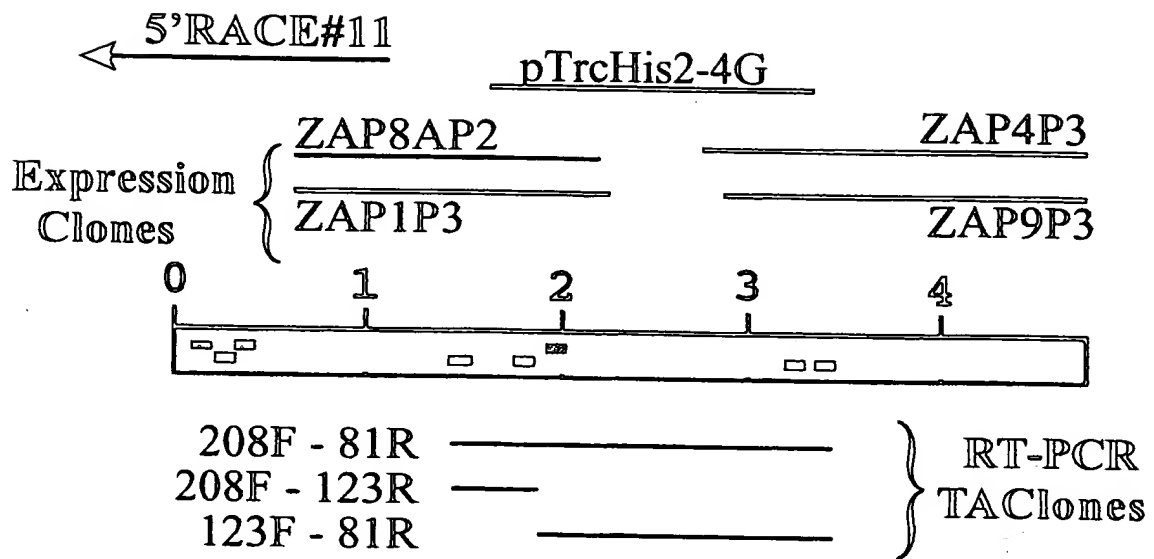 5'RACE#11
pTrcHis2-4G
ZAP8AP2
ZAP4P3
Expression
Clones
ZAP1P3
ZAP9P3
0 1 2 3 4
208F - 81R
208F - 123R
123F - 81R
RT-PCR
TAClones